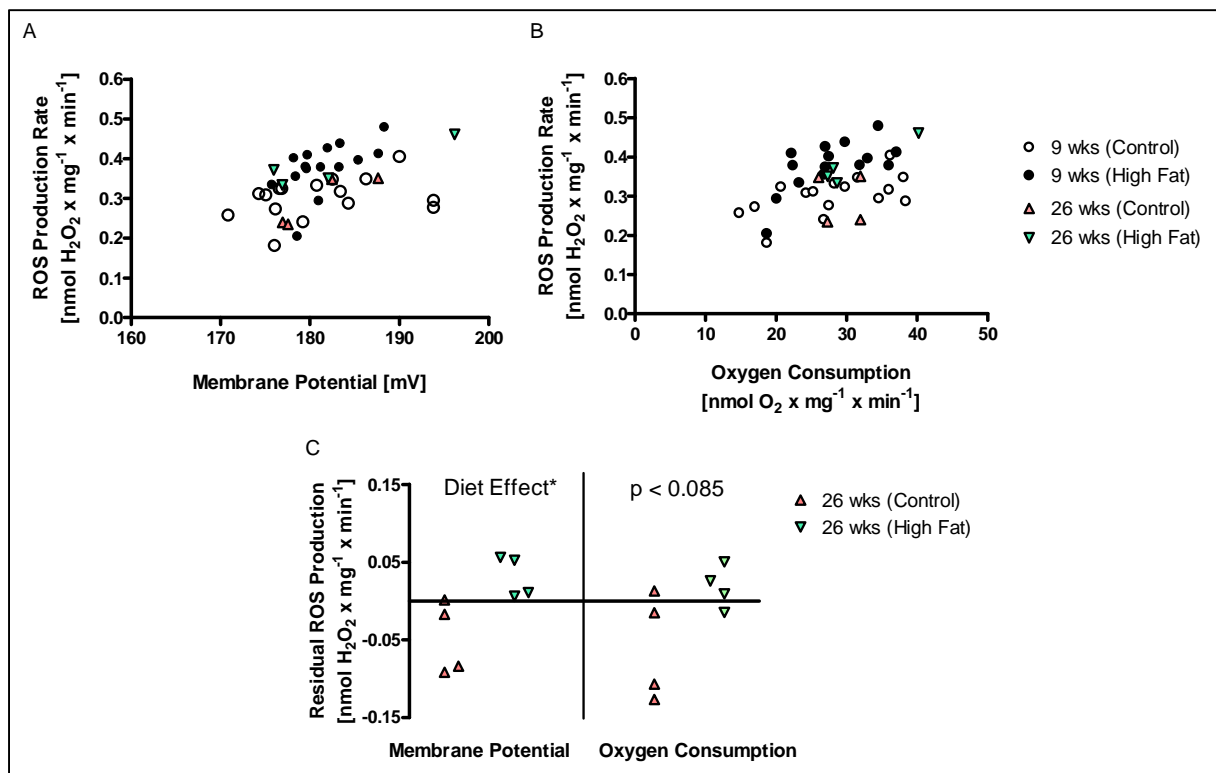 A
ROS Production Rate
[nmol H₂O₂ x mg⁻¹ x min⁻¹]
0.6
0.5
0.4
0.3
0.2
0.1
0.0
160
170
180
190
200
Membrane Potential [mV]
B
ROS Production Rate
[nmol H₂O₂ x mg⁻¹ x min⁻¹]
0.6
0.5
0.4
0.3
0.2
0.1
0.0
0
10
20
30
40
50
Oxygen Consumption
[nmol O₂ x mg⁻¹ x min⁻¹]
9 wks (Control)
9 wks (High Fat)
26 wks (Control)
26 wks (High Fat)
C
Residual ROS Production
[nmol H₂O₂ x mg⁻¹ x min⁻¹]
0.15
0.05
-0.05
-0.15
Diet Effect*
p < 0.085
Membrane Potential
Oxygen Consumption
26 wks (Control)
26 wks (High Fat)